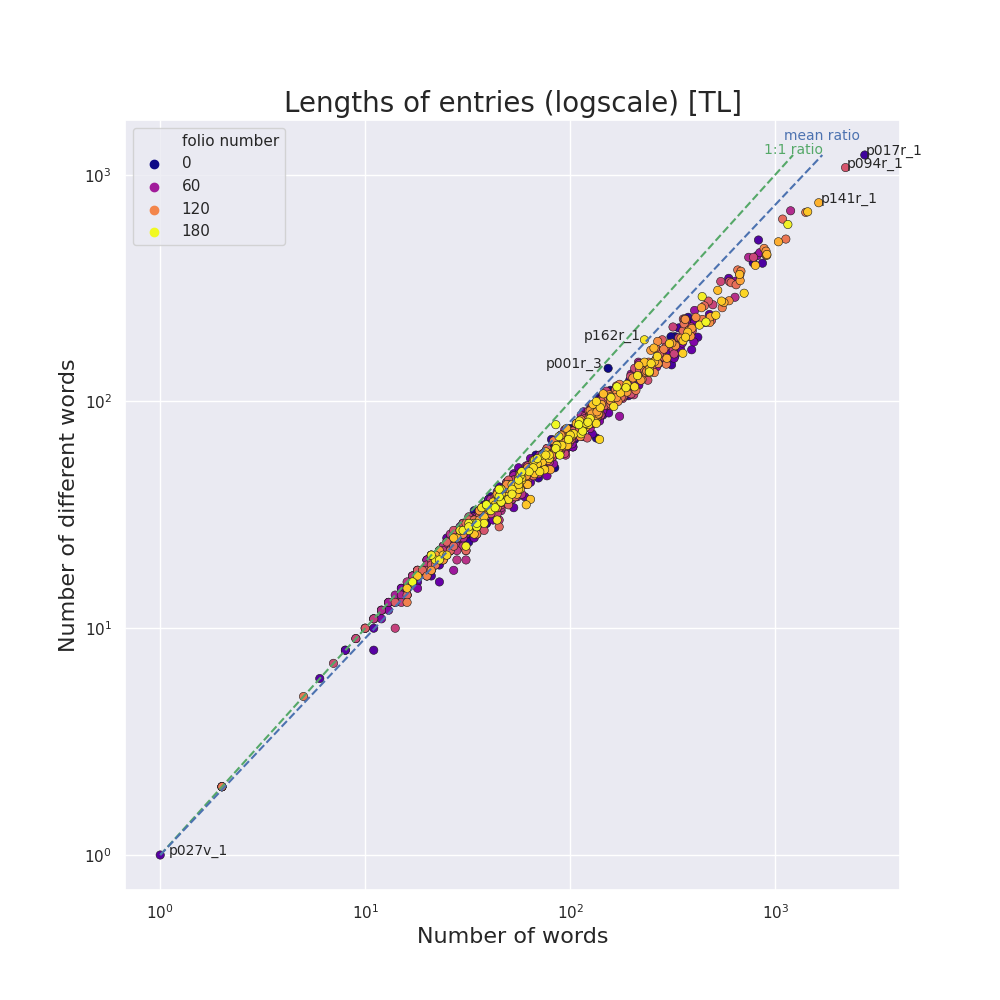 Lengths of entries (logscale) [TL]
folio number
0
60
120
180
mean ratio
1:1 ratio
p017r_1
p094r_1
p141r_1
p162r_1
p001r_3
p027v_1
10³
10²
10¹
10⁰
Number of different words
10⁰
10¹
10²
10³
Number of words